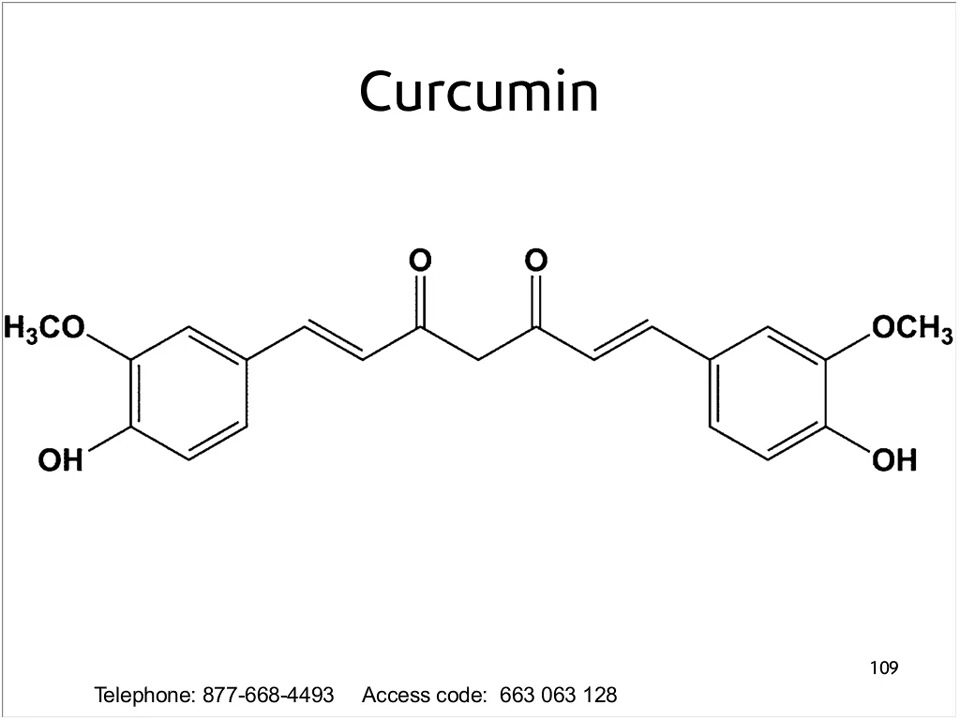 Curcumin
O O
H3CO OCH3
OH OH
109
Telephone: 877-668-4493 Access code: 663 063 128